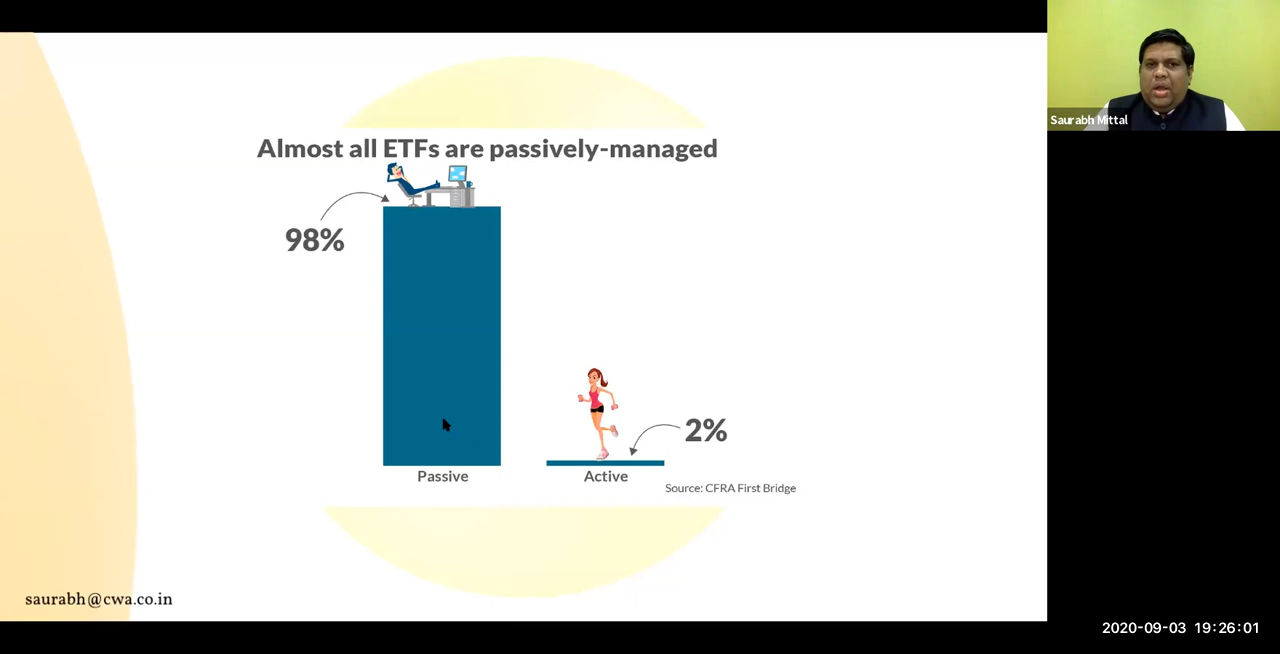 Almost all ETFs are passively-managed
98%
2%
Passive
Active
Source: CFRA First Bridge
saurabh@cwa.co.in
Saurabh Mittal
2020-09-03 19:26:01